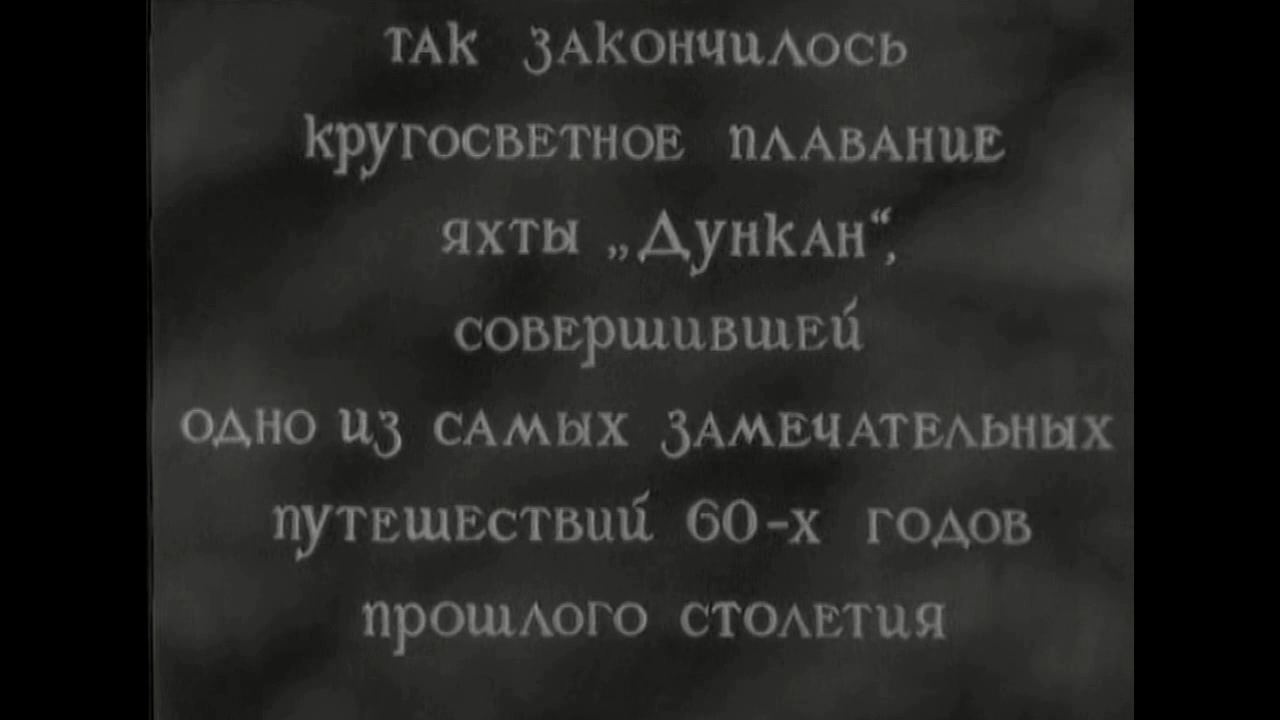 так закончилось
кругосветное плавание
яхты „Дункан“,
совершившей
одно из самых замечательных
путешествий 60-х годов
прошлого столетия